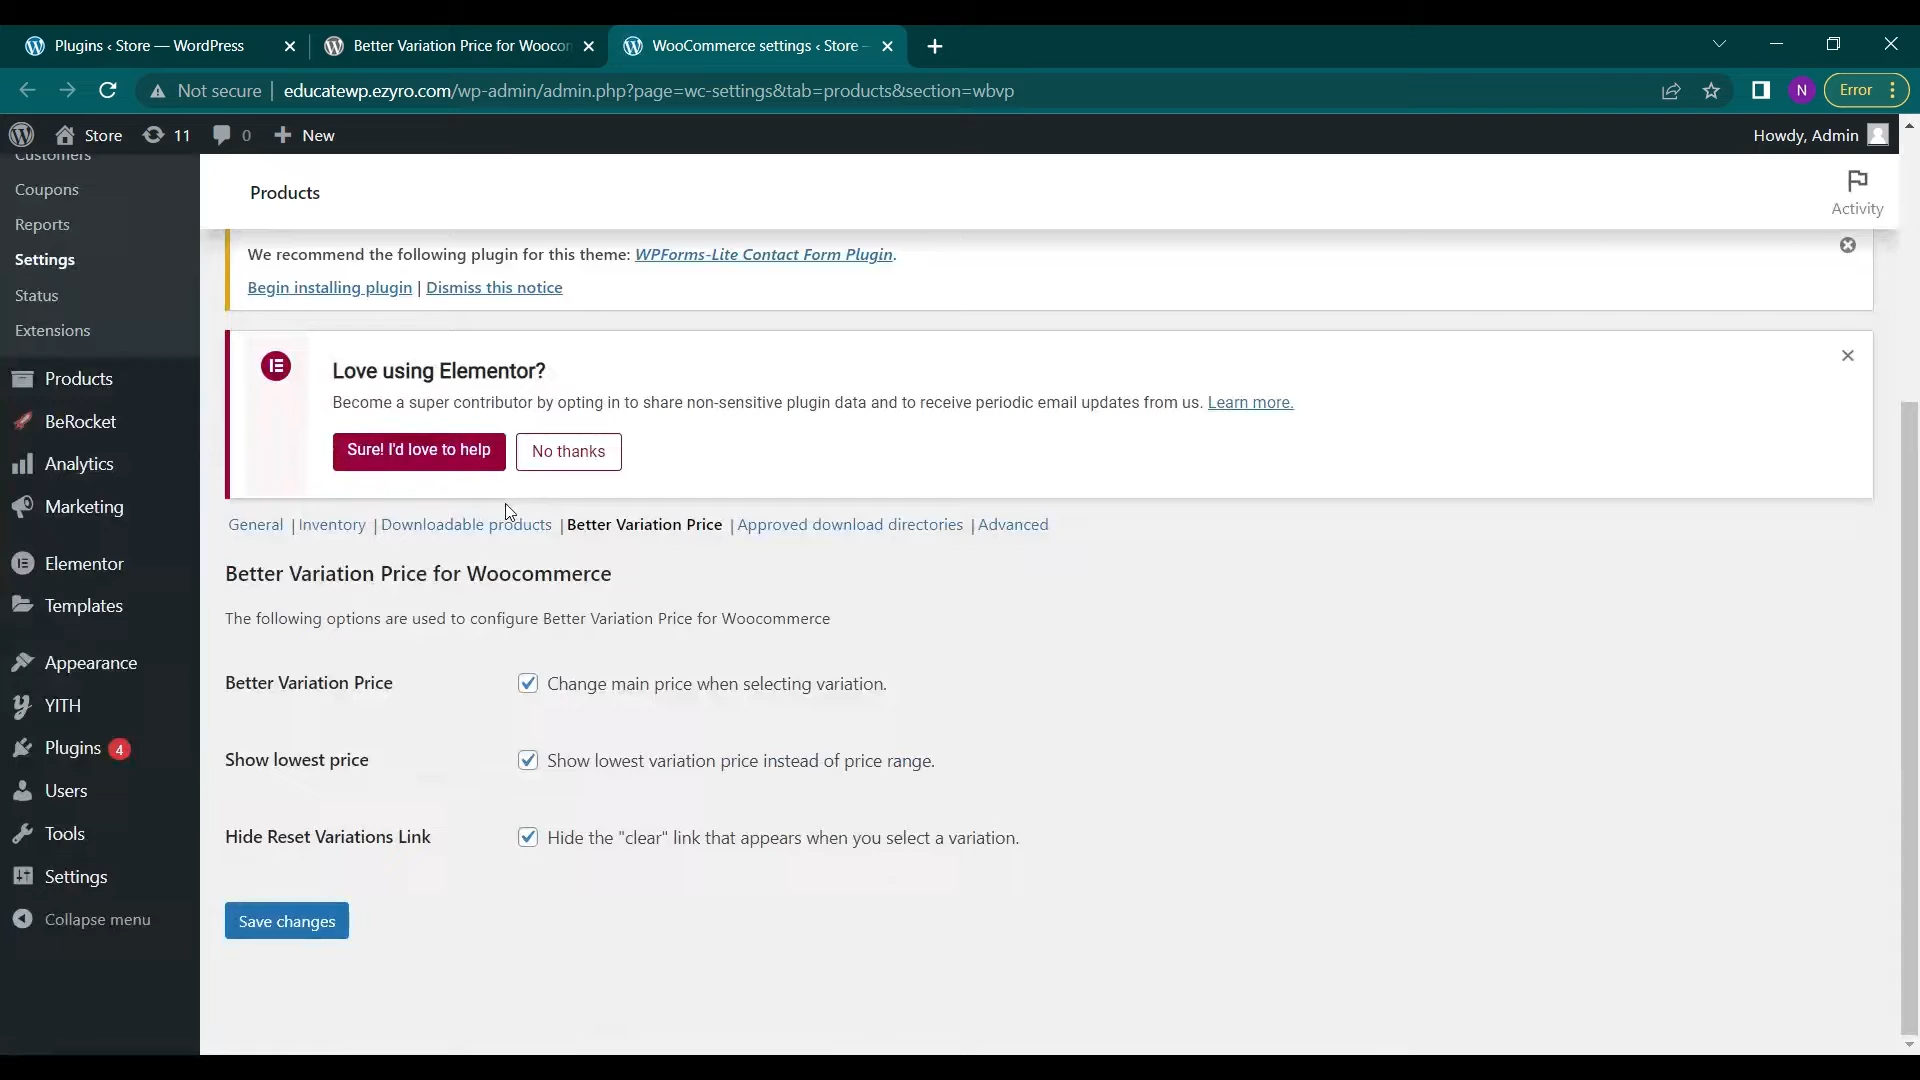 Plugins ‹ Store — WordPress
Better Variation Price for Woocon
WooCommerce settings ‹ Store -
Not secure
educatewp.ezyro.com/wp-admin/admin.php?page=wc-settings&tab=products&section=wbvp
N
Error
Store
11
0
New
Howdy, Admin
Customers
Coupons
Reports
Settings
Status
Extensions
Products
BeRocket
Analytics
Marketing
Elementor
Templates
Appearance
YITH
Plugins 4
Users
Tools
Settings
Collapse menu
Products
Activity
We recommend the following plugin for this theme: WPForms-Lite Contact Form Plugin.
Begin installing plugin | Dismiss this notice
Love using Elementor?
Become a super contributor by opting in to share non-sensitive plugin data and to receive periodic email updates from us. Learn more.
Sure! I'd love to help
No thanks
General | Inventory | Downloadable products | Better Variation Price | Approved download directories | Advanced
Better Variation Price for Woocommerce
The following options are used to configure Better Variation Price for Woocommerce
Better Variation Price
Change main price when selecting variation.
Show lowest price
Show lowest variation price instead of price range.
Hide Reset Variations Link
Hide the "clear" link that appears when you select a variation.
Save changes